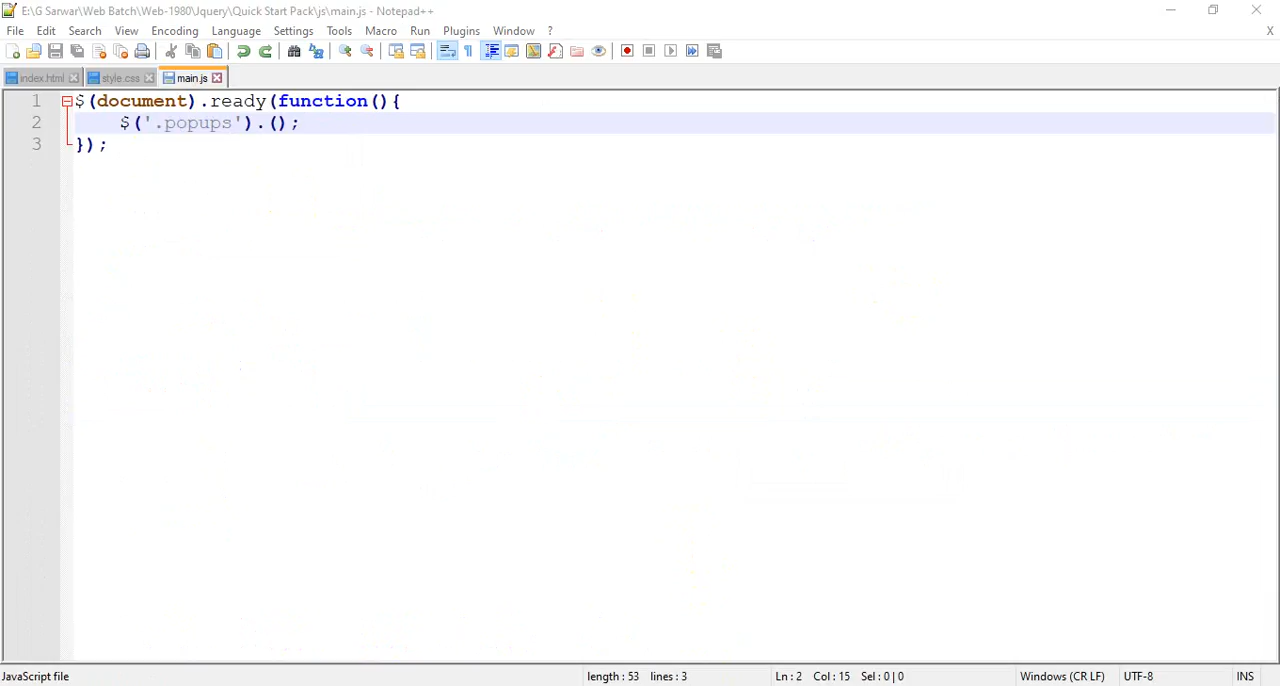 E:\G Sarwar\Web Batch\Web-1980\Jquery\Quick Start Pack\js\main.js - Notepad++
File Edit Search View Encoding Language Settings Tools Macro Run Plugins Window ? X
index.html style.css main.js
1 $(document).ready(function(){
2 $('.popups').();
3 });
JavaScript file length : 53 lines : 3 Ln : 2 Col : 15 Sel : 0 | 0 Windows (CR LF) UTF-8 INS